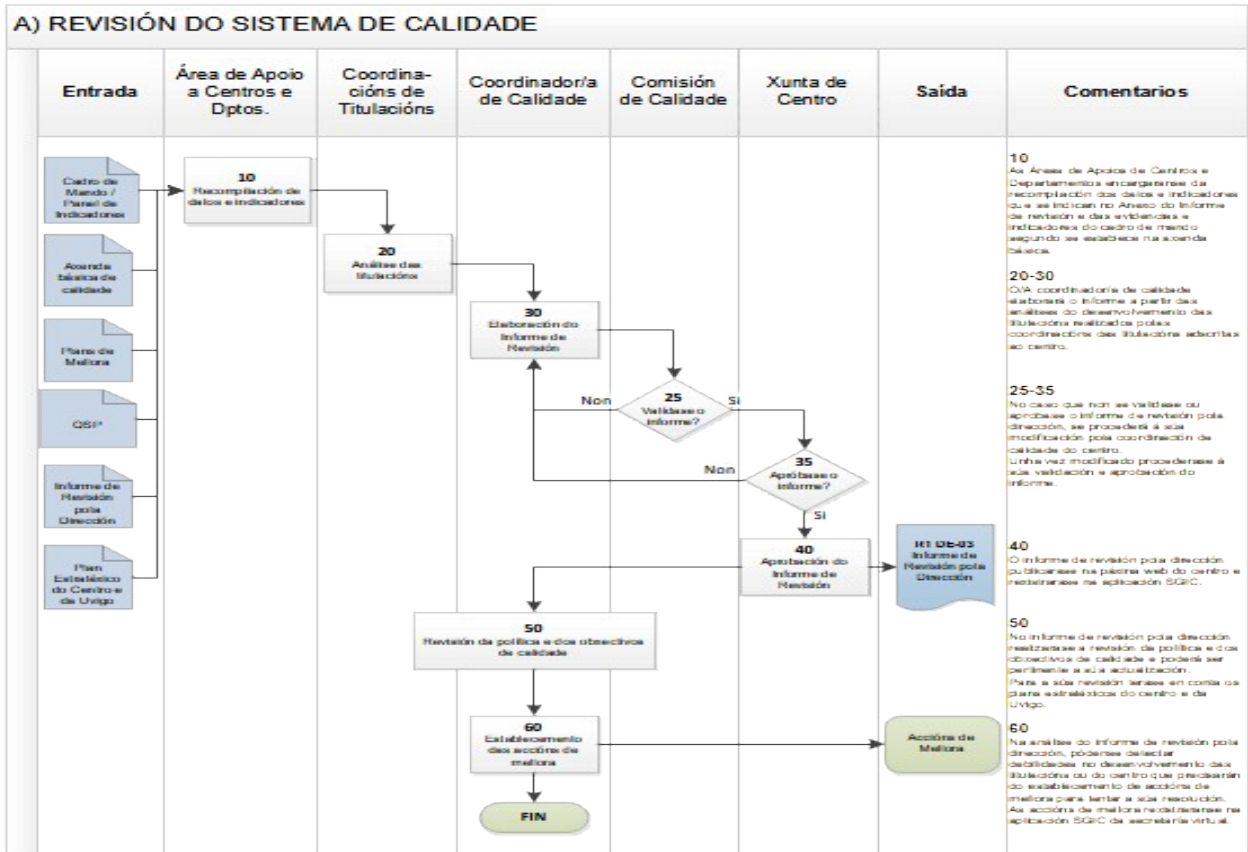 A) REVISIÓN DO SISTEMA DE CALIDADE
Entrada
Área de Apoio
a Centros e
Dptos.
Coordina-
cións de
Titulacións
Coordinador/a
de Calidade
Comisión
de Calidade
Xunta de
Centro
Saída
Comentarios
Cadro de
Mando /
Panel de
Indicadores
Axenda
básica de
calidade
Plans de
Mellora
QSP
Informe de
Revisión
pola
Dirección
Plan
Estratéxico
do Centro e
da Uvigo
10
Recompilación de
datos e indicadores
20
Análise das
titulacións
30
Elaboración do
Informe de
Revisión
Non
25
Valídase o
informe?
Si
Non
35
Apróbase o
informe?
Si
40
Aprobación do
Informe de
Revisión
R1 DE-03
Informe de
Revisión pola
Dirección
50
Revisión da política e dos obxectivos
de calidade
60
Establecemento
das accións de
mellora
Accións de
Mellora
FIN
10
As Áreas de Apoios de Centros e
Departamentos encargaranse da
recompilación dos datos e indicadores
que se indican no Anexo do Informe
de revisión e das evidencias e
indicadores do cadro de mando
segundo se establece na axenda
básica.
20-30
O/A coordinador/a de calidade
elaborará o informe a partir das
análises do desenvolvemento das
titulacións realizados polas
coordinacións das titulacións adscritas
ao centro.
25-35
No caso que non se validase ou
aprobase o informe de revisión pola
dirección, se procederá á súa
modificación pola coordinación de
calidade do centro.
Unha vez modificado procederase á
súa validación e aprobación do
informe.
40
O informe de revisión pola dirección
publicarase na páxina web do centro e
rexistrarase na aplicación SGIC.
50
No informe de revisión pola dirección
realizarase a revisión da política e dos
obxectivos de calidade e poderá ser
pertinente a súa actualización.
Para a súa revisión terase en conta os
plans estratéxicos do centro e da
Uvigo.
60
Na análise do informe de revisión pola
dirección, pódense detectar
debilidades no desenvolvemento das
titulacións ou do centro que precisarán
do establecemento de accións de
mellora para tentar a súa resolución.
As accións de mellora rexistraranse na
aplicación SGIC da secretaría virtual.